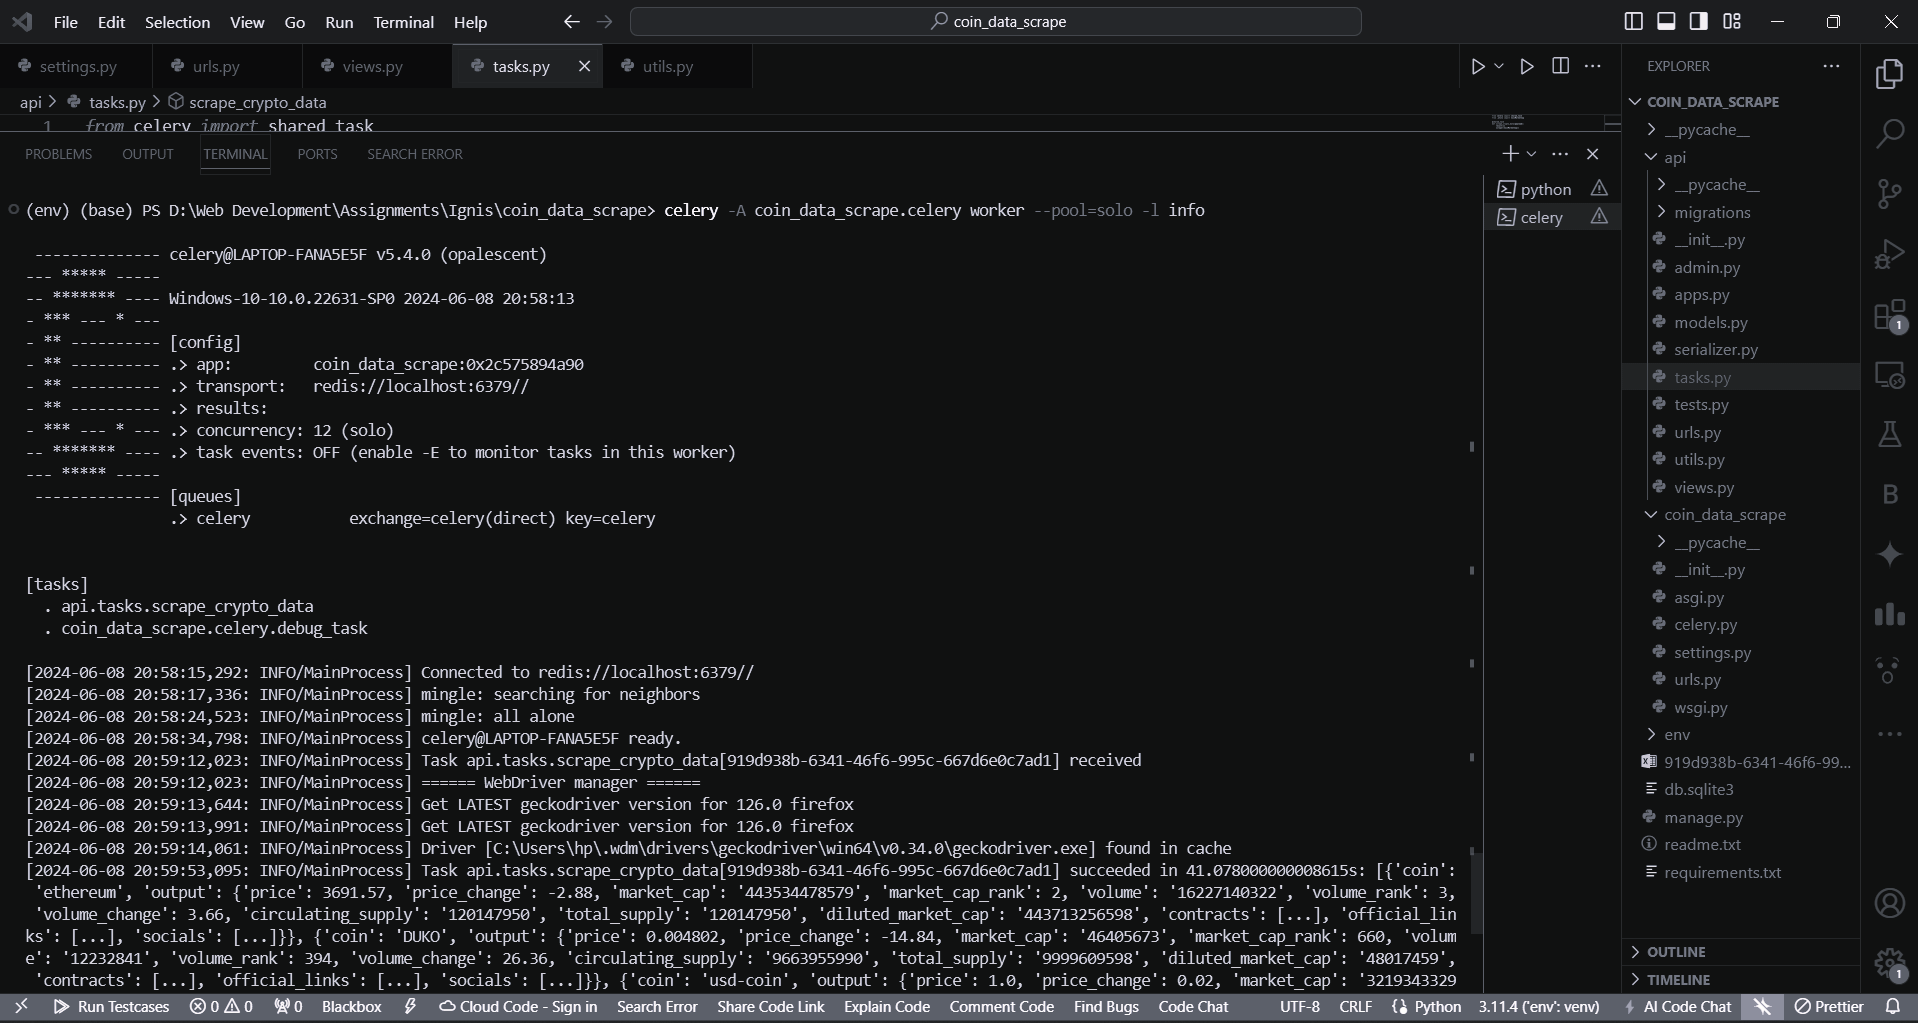 File Edit Selection View Go Run Terminal Help
coin_data_scrape
settings.py urls.py views.py tasks.py utils.py
api > tasks.py > scrape_crypto_data
1 from celery import shared_task
PROBLEMS OUTPUT TERMINAL PORTS SEARCH ERROR
(env) (base) PS D:\Web Development\Assignments\Ignis\coin_data_scrape> celery -A coin_data_scrape.celery worker --pool=solo -l info
-------------- celery@LAPTOP-FANA5E5F v5.4.0 (opalescent)
--- ***** -----
-- ******* ---- Windows-10-10.0.22631-SP0 2024-06-08 20:58:13
- *** --- * ---
- ** ---------- [config]
- ** ---------- .> app:         coin_data_scrape:0x2c575894a90
- ** ---------- .> transport:   redis://localhost:6379//
- ** ---------- .> results:
- *** --- * --- .> concurrency: 12 (solo)
-- ******* ---- .> task events: OFF (enable -E to monitor tasks in this worker)
--- ***** -----
-------------- [queues]
.> celery           exchange=celery(direct) key=celery
[tasks]
. api.tasks.scrape_crypto_data
. coin_data_scrape.celery.debug_task
[2024-06-08 20:58:15,292: INFO/MainProcess] Connected to redis://localhost:6379//
[2024-06-08 20:58:17,336: INFO/MainProcess] mingle: searching for neighbors
[2024-06-08 20:58:24,523: INFO/MainProcess] mingle: all alone
[2024-06-08 20:58:34,798: INFO/MainProcess] celery@LAPTOP-FANA5E5F ready.
[2024-06-08 20:59:12,023: INFO/MainProcess] Task api.tasks.scrape_crypto_data[919d938b-6341-46f6-995c-667d6e0c7ad1] received
[2024-06-08 20:59:12,023: INFO/MainProcess] ====== WebDriver manager ======
[2024-06-08 20:59:13,644: INFO/MainProcess] Get LATEST geckodriver version for 126.0 firefox
[2024-06-08 20:59:13,991: INFO/MainProcess] Get LATEST geckodriver version for 126.0 firefox
[2024-06-08 20:59:14,061: INFO/MainProcess] Driver [C:\Users\hp\.wdm\drivers\geckodriver\win64\v0.34.0\geckodriver.exe] found in cache
[2024-06-08 20:59:53,095: INFO/MainProcess] Task api.tasks.scrape_crypto_data[919d938b-6341-46f6-995c-667d6e0c7ad1] succeeded in 41.078000000008615s: [{'coin':
'ethereum', 'output': {'price': 3691.57, 'price_change': -2.88, 'market_cap': '443534478579', 'market_cap_rank': 2, 'volume': '16227140322', 'volume_rank': 3,
'volume_change': 3.66, 'circulating_supply': '120147950', 'total_supply': '120147950', 'diluted_market_cap': '443713256598', 'contracts': [...], 'official_lin
ks': [...], 'socials': [...]}}, {'coin': 'DUKO', 'output': {'price': 0.004802, 'price_change': -14.84, 'market_cap': '46405673', 'market_cap_rank': 660, 'volum
e': '12232841', 'volume_rank': 394, 'volume_change': 26.36, 'circulating_supply': '9663955990', 'total_supply': '9999609598', 'diluted_market_cap': '48017459',
'contracts': [...], 'official_links': [...], 'socials': [...]}}, {'coin': 'usd-coin', 'output': {'price': 1.0, 'price_change': 0.02, 'market_cap': '3219343329
python
celery
EXPLORER
COIN_DATA_SCRAPE
__pycache__
api
__pycache__
migrations
__init__.py
admin.py
apps.py
models.py
serializer.py
tasks.py
tests.py
urls.py
utils.py
views.py
coin_data_scrape
__pycache__
__init__.py
asgi.py
celery.py
settings.py
urls.py
wsgi.py
env
919d938b-6341-46f6-99...
db.sqlite3
manage.py
readme.txt
requirements.txt
OUTLINE
TIMELINE
1
B
1
Run Testcases 0 0 0 Blackbox Cloud Code - Sign in Search Error Share Code Link Explain Code Comment Code Find Bugs Code Chat UTF-8 CRLF Python 3.11.4 ('env': venv) AI Code Chat Prettier